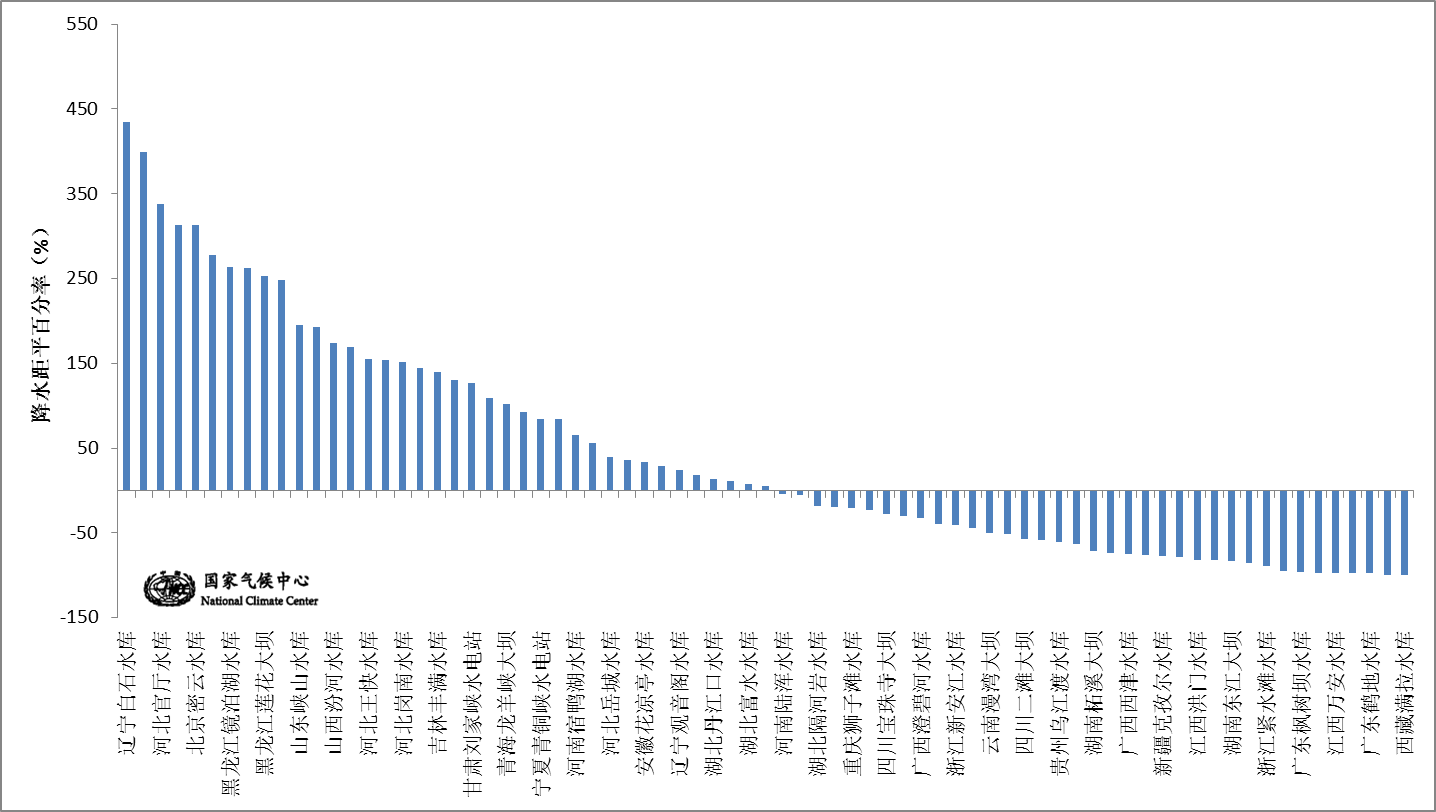 550
450
350
250
150
50
-50
-150
降水距平百分率（%）
国家气候中心
National Climate Center
辽宁白石水库
河北官厅水库
北京密云水库
黑龙江镜泊湖水库
黑龙江莲花大坝
山东峡山水库
山西汾河水库
河北王快水库
河北岗南水库
吉林丰满水库
甘肃刘家峡水电站
青海龙羊峡大坝
宁夏青铜峡水电站
河南宿鸭湖水库
河北岳城水库
安徽花凉亭水库
辽宁观音阁水库
湖北丹江口水库
湖北富水水库
河南陆浑水库
湖北隔河岩水库
重庆狮子滩水库
四川宝珠寺大坝
广西澄碧河水库
浙江新安江水库
云南漫湾大坝
四川二滩大坝
贵州乌江渡水库
湖南柘溪大坝
广西西津水库
新疆克孜尔水库
江西洪门水库
湖南东江大坝
浙江紧水滩水库
广东枫树坝水库
江西万安水库
广东鹤地水库
西藏满拉水库